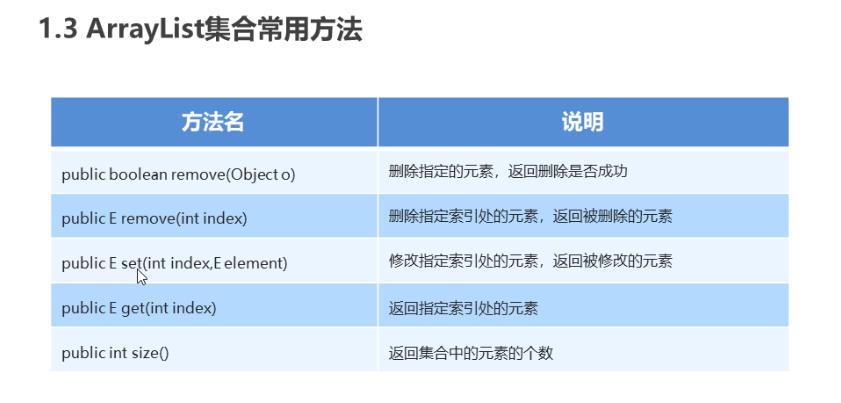 1.3 ArrayList集合常用方法
方法名 说明
public boolean remove(Object o) 删除指定的元素，返回删除是否成功
public E remove(int index) 删除指定索引处的元素，返回被删除的元素
public E set(int index,E element) 修改指定索引处的元素，返回被修改的元素
public E get(int index) 返回指定索引处的元素
public int size() 返回集合中的元素的个数